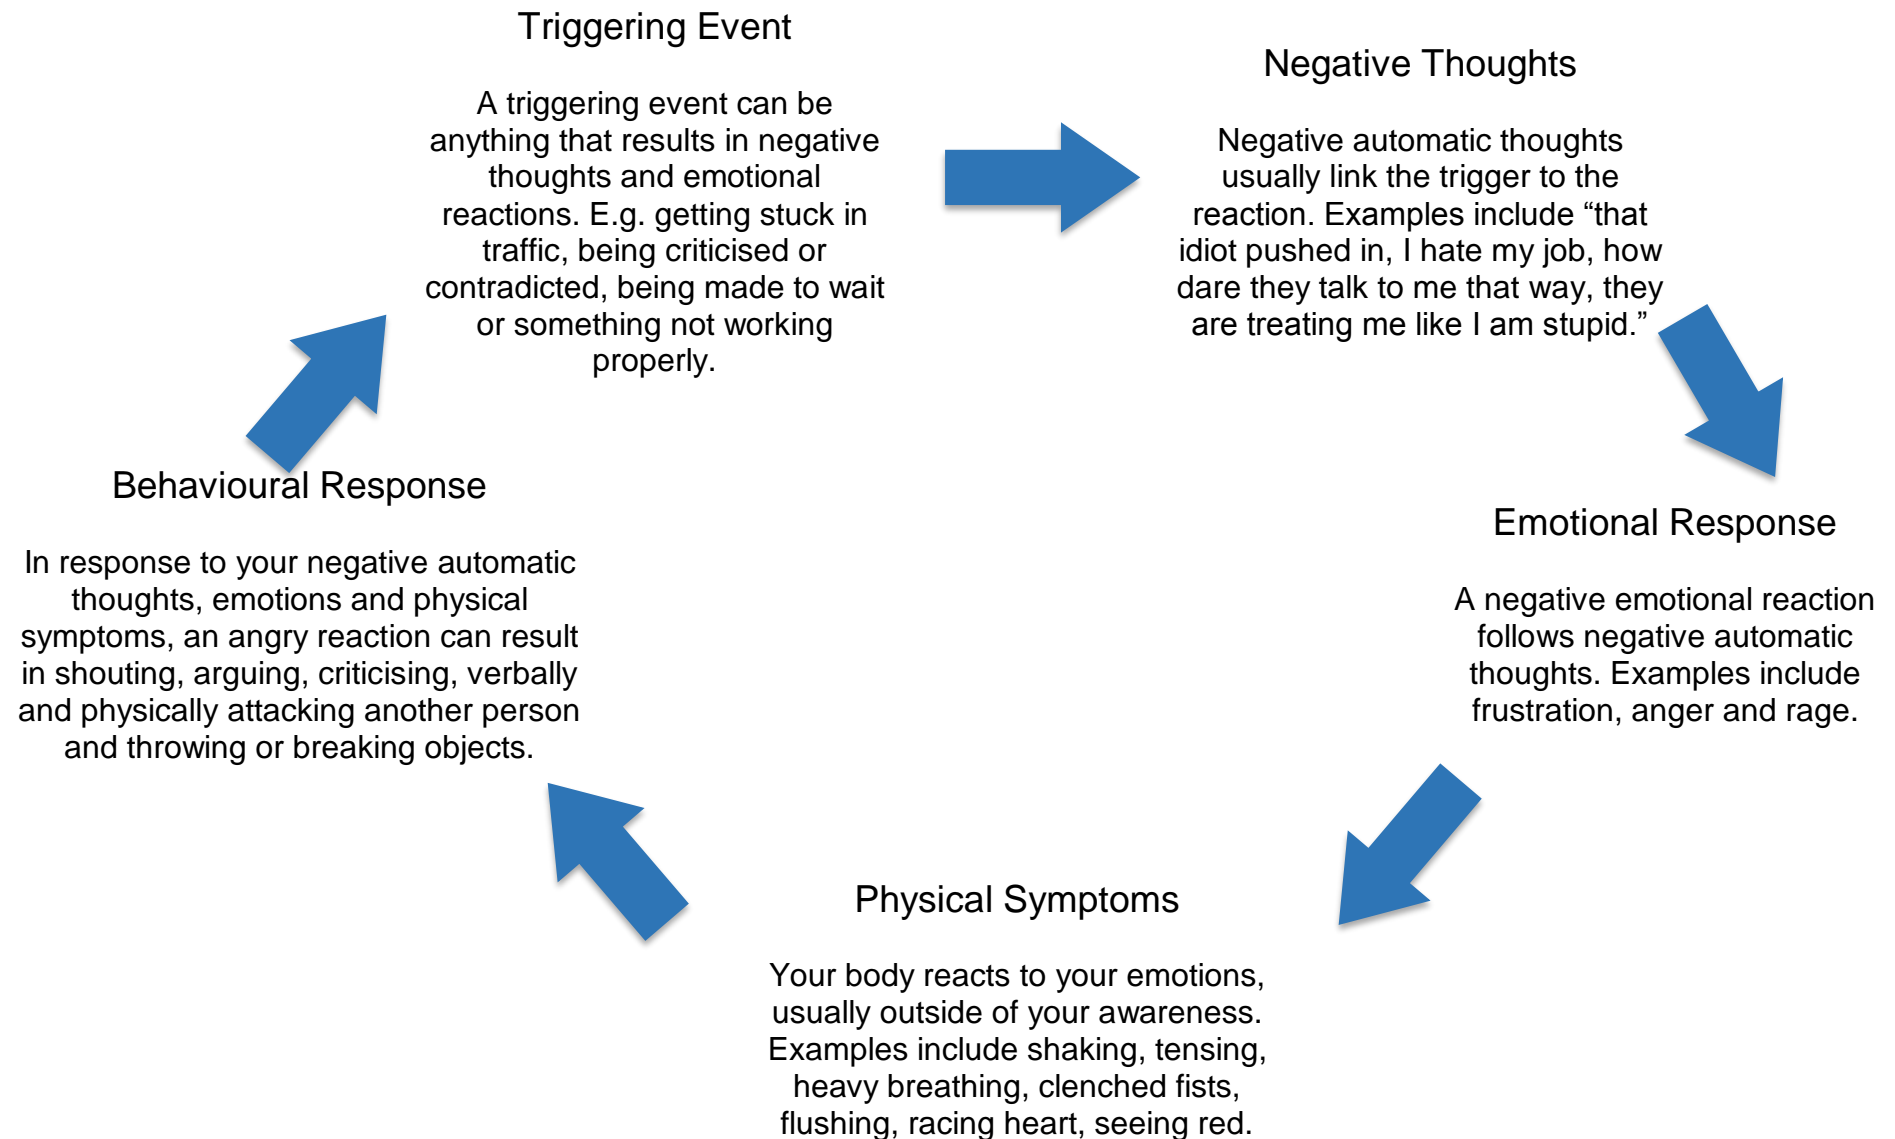 Triggering Event
A triggering event can be
anything that results in negative
thoughts and emotional
reactions. E.g. getting stuck in
traffic, being criticised or
contradicted, being made to wait
or something not working
properly.
Negative Thoughts
Negative automatic thoughts
usually link the trigger to the
reaction. Examples include “that
idiot pushed in, I hate my job, how
dare they talk to me that way, they
are treating me like I am stupid.”
Emotional Response
A negative emotional reaction
follows negative automatic
thoughts. Examples include
frustration, anger and rage.
Physical Symptoms
Your body reacts to your emotions,
usually outside of your awareness.
Examples include shaking, tensing,
heavy breathing, clenched fists,
flushing, racing heart, seeing red.
Behavioural Response
In response to your negative automatic
thoughts, emotions and physical
symptoms, an angry reaction can result
in shouting, arguing, criticising, verbally
and physically attacking another person
and throwing or breaking objects.